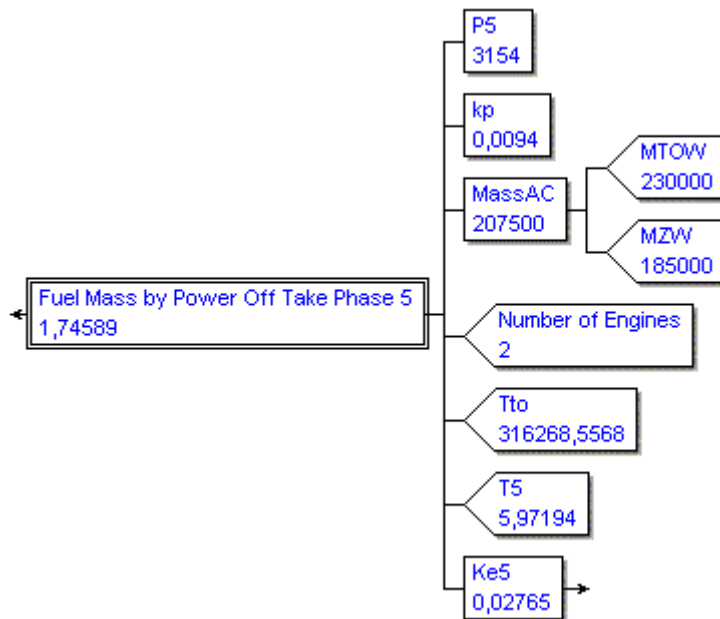 P5
3154
kp
0,0094
MassAC
207500
MTOW
230000
MZW
185000
Fuel Mass by Power Off Take Phase 5
1,74589
Number of Engines
2
Tto
316268,5568
T5
5,97194
Ke5
0,02765